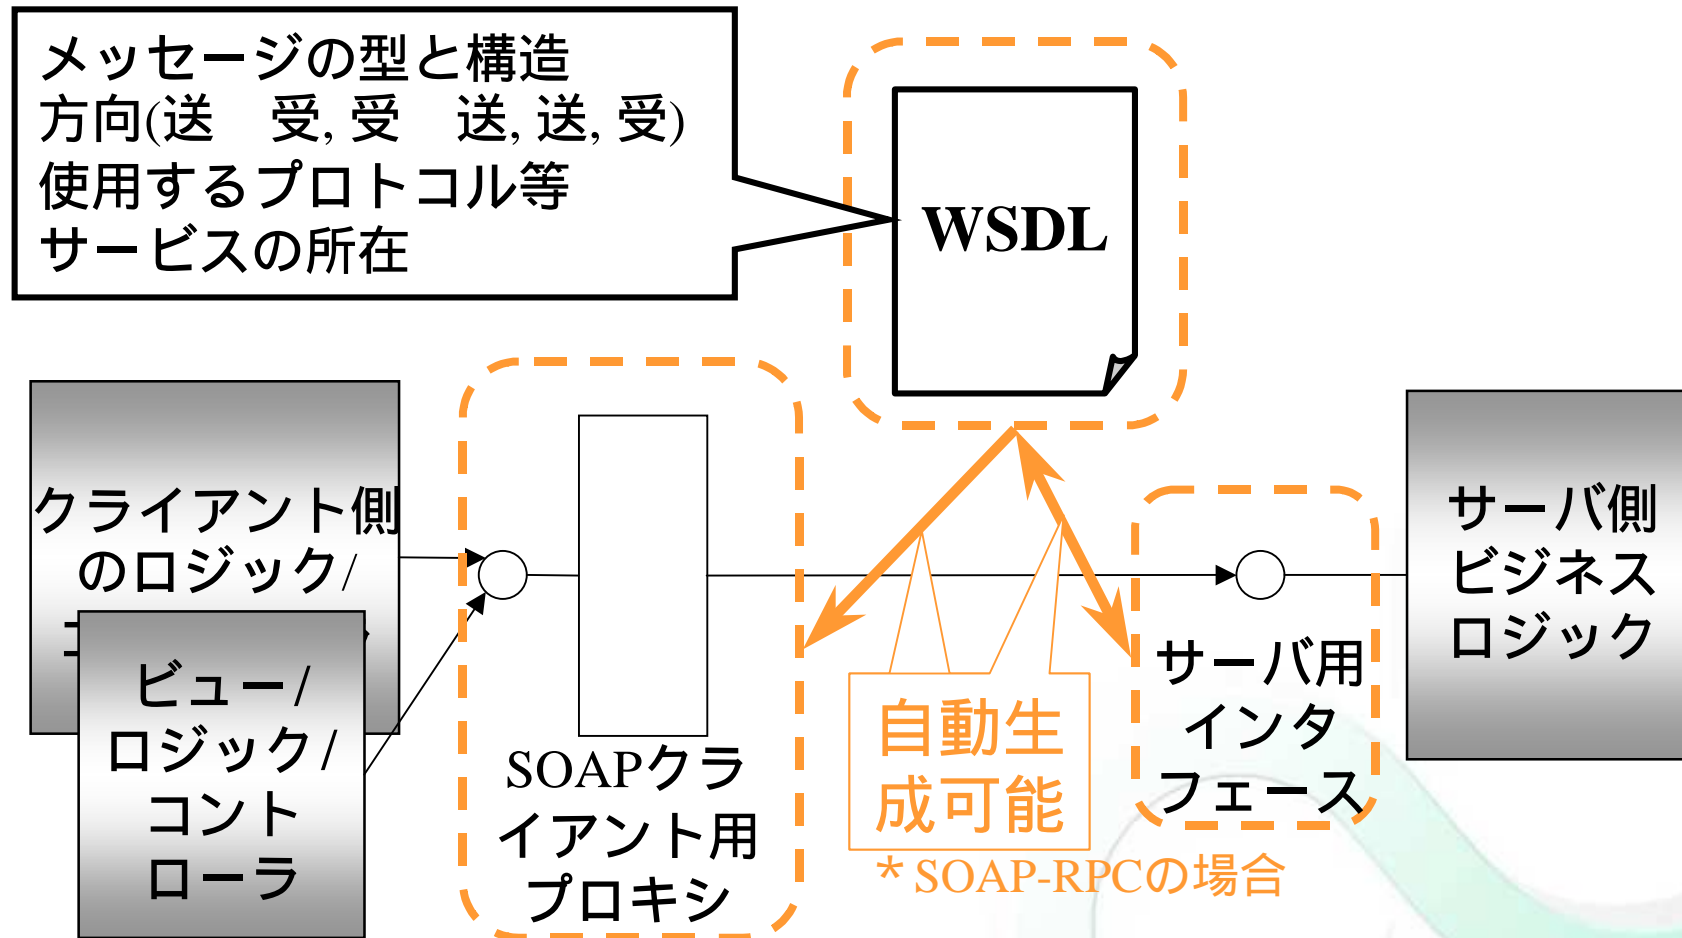 メッセージの型と構造
方向(送　受, 受　送, 送, 受)
使用するプロトコル等
サービスの所在
WSDL
クライアント側
のロジック/
ビュー/
ロジック/
コント
ローラ
SOAPクラ
イアント用
プロキシ
自動生
成可能
*SOAP-RPCの場合
サーバ用
インタ
フェース
サーバ側
ビジネス
ロジック